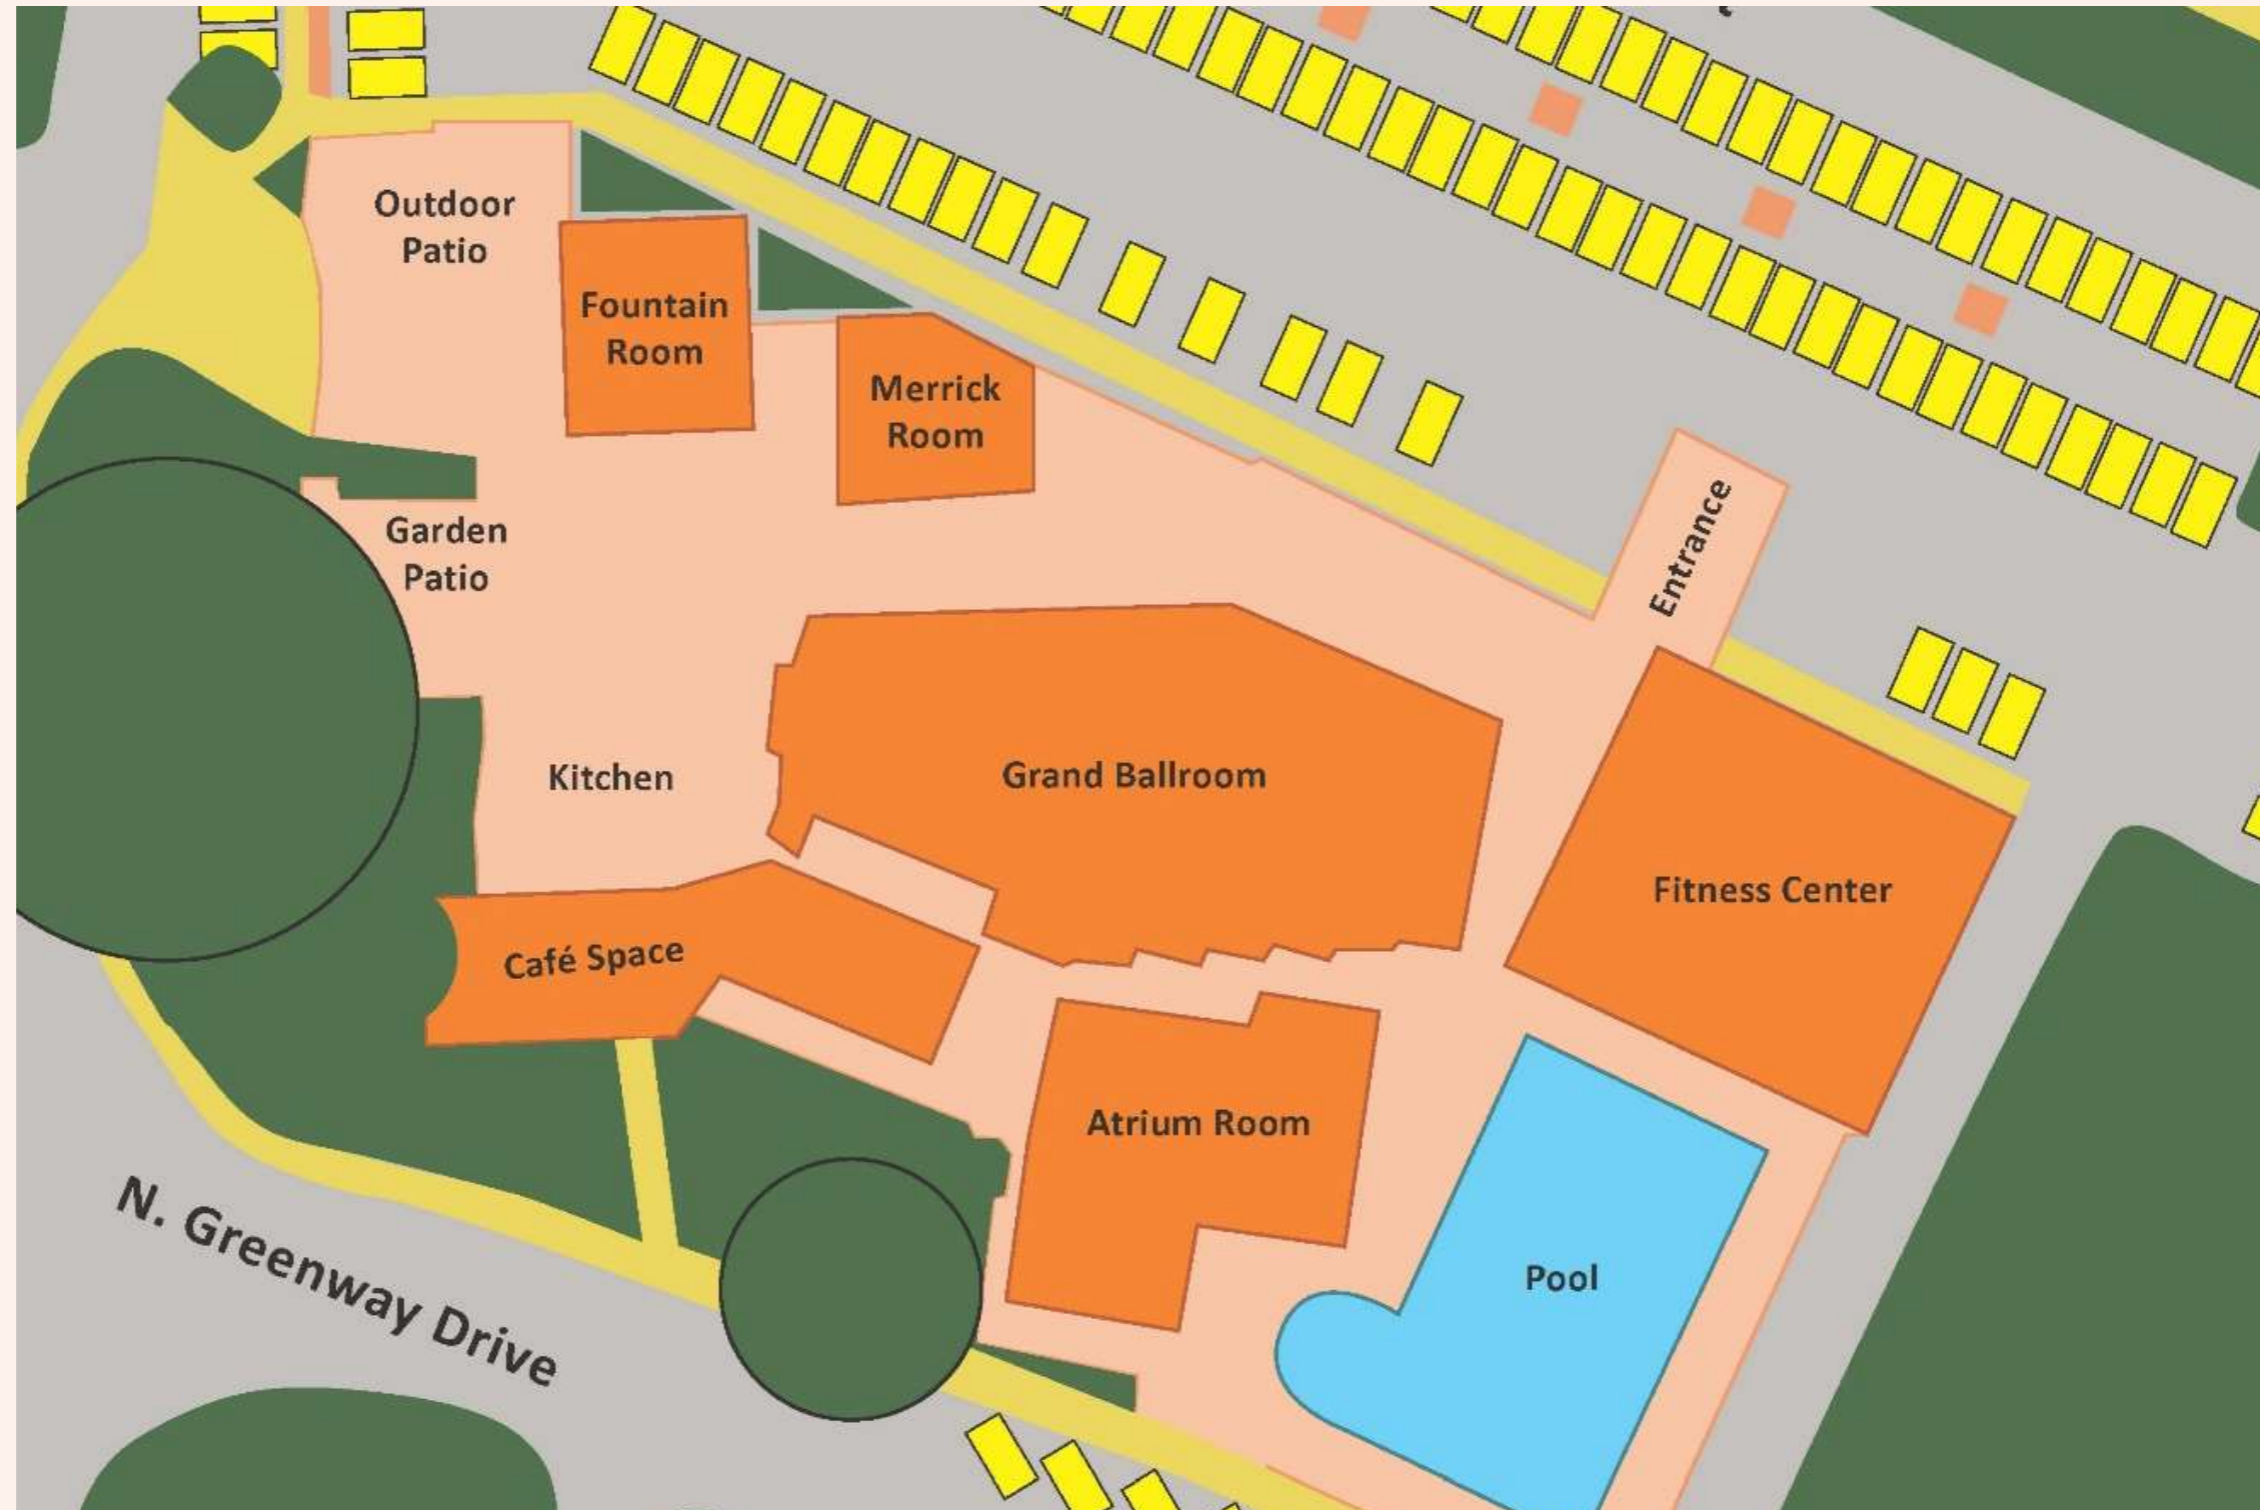 Outdoor
Patio
Fountain
Room
Merrick
Room
Entrance
Garden
Patio
Kitchen
Grand Ballroom
Fitness Center
Café Space
Atrium Room
Pool
N. Greenway Drive